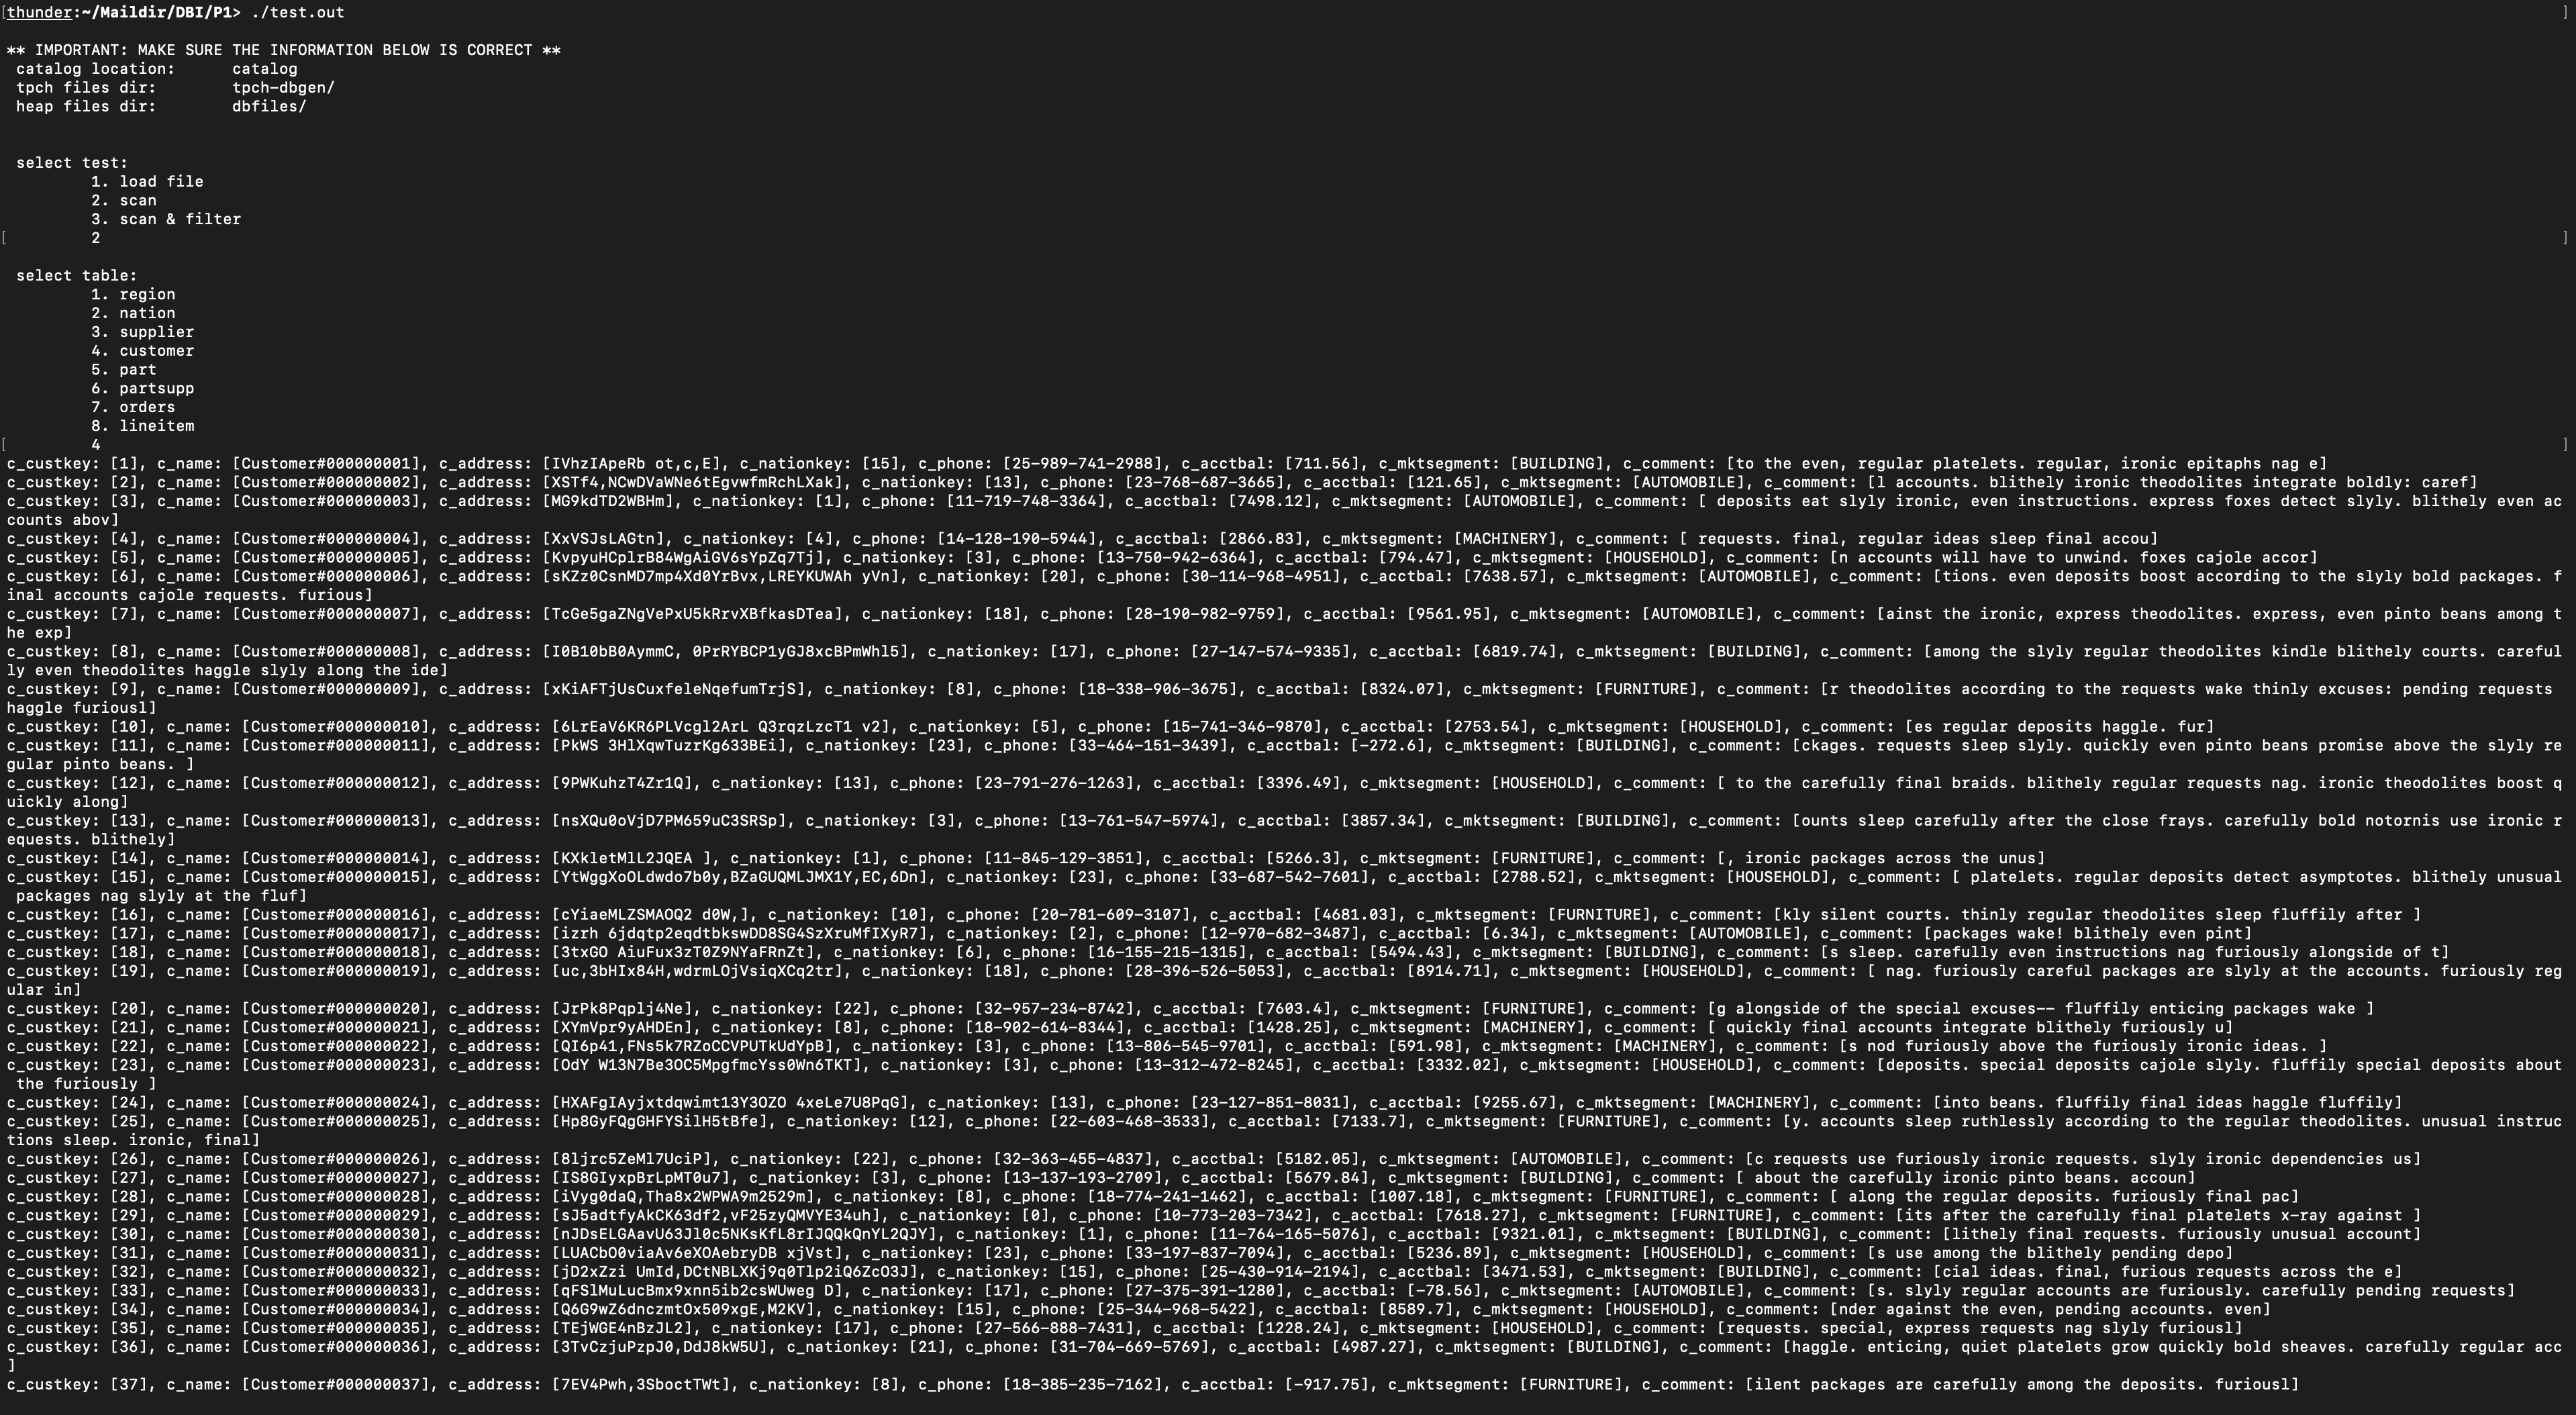 [thunder:~/Maildir/DBI/P1> ./test.out ]
** IMPORTANT: MAKE SURE THE INFORMATION BELOW IS CORRECT **
catalog location: catalog
tpch files dir: tpch-dbgen/
heap files dir: dbfiles/
select test:
1. load file
2. scan
3. scan & filter
[ 2 ]
select table:
1. region
2. nation
3. supplier
4. customer
5. part
6. partsupp
7. orders
8. lineitem
[ 4 ]
c_custkey: [1], c_name: [Customer#000000001], c_address: [IVhzIApeRb ot,c,E], c_nationkey: [15], c_phone: [25-989-741-2988], c_acctbal: [711.56], c_mktsegment: [BUILDING], c_comment: [to the even, regular platelets. regular, ironic epitaphs nag e]
c_custkey: [2], c_name: [Customer#000000002], c_address: [XSTf4,NCwDVaWNe6tEgvwfmRchLXak], c_nationkey: [13], c_phone: [23-768-687-3665], c_acctbal: [121.65], c_mktsegment: [AUTOMOBILE], c_comment: [l accounts. blithely ironic theodolites integrate boldly: caref]
c_custkey: [3], c_name: [Customer#000000003], c_address: [MG9kdTD2WBHm], c_nationkey: [1], c_phone: [11-719-748-3364], c_acctbal: [7498.12], c_mktsegment: [AUTOMOBILE], c_comment: [ deposits eat slyly ironic, even instructions. express foxes detect slyly. blithely even ac
counts abov]
c_custkey: [4], c_name: [Customer#000000004], c_address: [XxVSJsLAGtn], c_nationkey: [4], c_phone: [14-128-190-5944], c_acctbal: [2866.83], c_mktsegment: [MACHINERY], c_comment: [ requests. final, regular ideas sleep final accou]
c_custkey: [5], c_name: [Customer#000000005], c_address: [KvpyuHCplrB84WgAiGV6sYpZq7Tj], c_nationkey: [3], c_phone: [13-750-942-6364], c_acctbal: [794.47], c_mktsegment: [HOUSEHOLD], c_comment: [n accounts will have to unwind. foxes cajole accor]
c_custkey: [6], c_name: [Customer#000000006], c_address: [sKZz0CsnMD7mp4Xd0YrBvx,LREYKUWAh yVn], c_nationkey: [20], c_phone: [30-114-968-4951], c_acctbal: [7638.57], c_mktsegment: [AUTOMOBILE], c_comment: [tions. even deposits boost according to the slyly bold packages. f
inal accounts cajole requests. furious]
c_custkey: [7], c_name: [Customer#000000007], c_address: [TcGe5gaZNgVePxU5kRrvXBfkasDTea], c_nationkey: [18], c_phone: [28-190-982-9759], c_acctbal: [9561.95], c_mktsegment: [AUTOMOBILE], c_comment: [ainst the ironic, express theodolites. express, even pinto beans among t
he exp]
c_custkey: [8], c_name: [Customer#000000008], c_address: [I0B10bB0AymmC, 0PrRYBCP1yGJ8xcBPmWhl5], c_nationkey: [17], c_phone: [27-147-574-9335], c_acctbal: [6819.74], c_mktsegment: [BUILDING], c_comment: [among the slyly regular theodolites kindle blithely courts. careful
ly even theodolites haggle slyly along the ide]
c_custkey: [9], c_name: [Customer#000000009], c_address: [xKiAFTjUsCuxfeleNqefumTrjS], c_nationkey: [8], c_phone: [18-338-906-3675], c_acctbal: [8324.07], c_mktsegment: [FURNITURE], c_comment: [r theodolites according to the requests wake thinly excuses: pending requests
haggle furiousl]
c_custkey: [10], c_name: [Customer#000000010], c_address: [6LrEaV6KR6PLVcgl2ArL Q3rqzLzcT1 v2], c_nationkey: [5], c_phone: [15-741-346-9870], c_acctbal: [2753.54], c_mktsegment: [HOUSEHOLD], c_comment: [es regular deposits haggle. fur]
c_custkey: [11], c_name: [Customer#000000011], c_address: [PkWS 3HlXqwTuzrKg633BEi], c_nationkey: [23], c_phone: [33-464-151-3439], c_acctbal: [-272.6], c_mktsegment: [BUILDING], c_comment: [ckages. requests sleep slyly. quickly even pinto beans promise above the slyly re
gular pinto beans. ]
c_custkey: [12], c_name: [Customer#000000012], c_address: [9PWKuhzT4Zr1Q], c_nationkey: [13], c_phone: [23-791-276-1263], c_acctbal: [3396.49], c_mktsegment: [HOUSEHOLD], c_comment: [ to the carefully final braids. blithely regular requests nag. ironic theodolites boost q
uickly along]
c_custkey: [13], c_name: [Customer#000000013], c_address: [nsXQu0oVjD7PM659uC3SRSp], c_nationkey: [3], c_phone: [13-761-547-5974], c_acctbal: [3857.34], c_mktsegment: [BUILDING], c_comment: [ounts sleep carefully after the close frays. carefully bold notornis use ironic r
equests. blithely]
c_custkey: [14], c_name: [Customer#000000014], c_address: [KXkletMlL2JQEA ], c_nationkey: [1], c_phone: [11-845-129-3851], c_acctbal: [5266.3], c_mktsegment: [FURNITURE], c_comment: [, ironic packages across the unus]
c_custkey: [15], c_name: [Customer#000000015], c_address: [YtWggXoOLdwdo7b0y,BZaGUQMLJMX1Y,EC,6Dn], c_nationkey: [23], c_phone: [33-687-542-7601], c_acctbal: [2788.52], c_mktsegment: [HOUSEHOLD], c_comment: [ platelets. regular deposits detect asymptotes. blithely unusual
packages nag slyly at the fluf]
c_custkey: [16], c_name: [Customer#000000016], c_address: [cYiaeMLZSMAOQ2 d0W,], c_nationkey: [10], c_phone: [20-781-609-3107], c_acctbal: [4681.03], c_mktsegment: [FURNITURE], c_comment: [kly silent courts. thinly regular theodolites sleep fluffily after ]
c_custkey: [17], c_name: [Customer#000000017], c_address: [izrh 6jdqtp2eqdtbkswDD8SG4SzXruMfIXyR7], c_nationkey: [2], c_phone: [12-970-682-3487], c_acctbal: [6.34], c_mktsegment: [AUTOMOBILE], c_comment: [packages wake! blithely even pint]
c_custkey: [18], c_name: [Customer#000000018], c_address: [3txGO AiuFux3zT0Z9NYaFRnZt], c_nationkey: [6], c_phone: [16-155-215-1315], c_acctbal: [5494.43], c_mktsegment: [BUILDING], c_comment: [s sleep. carefully even instructions nag furiously alongside of t]
c_custkey: [19], c_name: [Customer#000000019], c_address: [uc,3bHIx84H,wdrmLOjVsiqXCq2tr], c_nationkey: [18], c_phone: [28-396-526-5053], c_acctbal: [8914.71], c_mktsegment: [HOUSEHOLD], c_comment: [ nag. furiously careful packages are slyly at the accounts. furiously reg
ular in]
c_custkey: [20], c_name: [Customer#000000020], c_address: [JrPk8Pqplj4Ne], c_nationkey: [22], c_phone: [32-957-234-8742], c_acctbal: [7603.4], c_mktsegment: [FURNITURE], c_comment: [g alongside of the special excuses-- fluffily enticing packages wake ]
c_custkey: [21], c_name: [Customer#000000021], c_address: [XYmVpr9yAHDEn], c_nationkey: [8], c_phone: [18-902-614-8344], c_acctbal: [1428.25], c_mktsegment: [MACHINERY], c_comment: [ quickly final accounts integrate blithely furiously u]
c_custkey: [22], c_name: [Customer#000000022], c_address: [QI6p41,FNs5k7RZoCCVPUTkUdYpB], c_nationkey: [3], c_phone: [13-806-545-9701], c_acctbal: [591.98], c_mktsegment: [MACHINERY], c_comment: [s nod furiously above the furiously ironic ideas. ]
c_custkey: [23], c_name: [Customer#000000023], c_address: [OdY W13N7Be3OC5MpgfmcYss0Wn6TKT], c_nationkey: [3], c_phone: [13-312-472-8245], c_acctbal: [3332.02], c_mktsegment: [HOUSEHOLD], c_comment: [deposits. special deposits cajole slyly. fluffily special deposits about
the furiously ]
c_custkey: [24], c_name: [Customer#000000024], c_address: [HXAFgIAyjxtdqwimt13Y3OZO 4xeLe7U8PqG], c_nationkey: [13], c_phone: [23-127-851-8031], c_acctbal: [9255.67], c_mktsegment: [MACHINERY], c_comment: [into beans. fluffily final ideas haggle fluffily]
c_custkey: [25], c_name: [Customer#000000025], c_address: [Hp8GyFQgGHFYSilH5tBfe], c_nationkey: [12], c_phone: [22-603-468-3533], c_acctbal: [7133.7], c_mktsegment: [FURNITURE], c_comment: [y. accounts sleep ruthlessly according to the regular theodolites. unusual instruc
tions sleep. ironic, final]
c_custkey: [26], c_name: [Customer#000000026], c_address: [8ljrc5ZeMl7UciP], c_nationkey: [22], c_phone: [32-363-455-4837], c_acctbal: [5182.05], c_mktsegment: [AUTOMOBILE], c_comment: [c requests use furiously ironic requests. slyly ironic dependencies us]
c_custkey: [27], c_name: [Customer#000000027], c_address: [IS8GIyxpBrLpMT0u7], c_nationkey: [3], c_phone: [13-137-193-2709], c_acctbal: [5679.84], c_mktsegment: [BUILDING], c_comment: [ about the carefully ironic pinto beans. accoun]
c_custkey: [28], c_name: [Customer#000000028], c_address: [iVyg0daQ,Tha8x2WPWA9m2529m], c_nationkey: [8], c_phone: [18-774-241-1462], c_acctbal: [1007.18], c_mktsegment: [FURNITURE], c_comment: [ along the regular deposits. furiously final pac]
c_custkey: [29], c_name: [Customer#000000029], c_address: [sJ5adtfyAkCK63df2,vF25zyQMVYE34uh], c_nationkey: [0], c_phone: [10-773-203-7342], c_acctbal: [7618.27], c_mktsegment: [FURNITURE], c_comment: [its after the carefully final platelets x-ray against ]
c_custkey: [30], c_name: [Customer#000000030], c_address: [nJDsELGAavU63Jl0c5NKsKfL8rIJQQkQnYL2QJY], c_nationkey: [1], c_phone: [11-764-165-5076], c_acctbal: [9321.01], c_mktsegment: [BUILDING], c_comment: [lithely final requests. furiously unusual account]
c_custkey: [31], c_name: [Customer#000000031], c_address: [LUACbO0viaAv6eXOAebryDB xjVst], c_nationkey: [23], c_phone: [33-197-837-7094], c_acctbal: [5236.89], c_mktsegment: [HOUSEHOLD], c_comment: [s use among the blithely pending depo]
c_custkey: [32], c_name: [Customer#000000032], c_address: [jD2xZzi UmId,DCtNBLXKj9q0Tlp2iQ6ZcO3J], c_nationkey: [15], c_phone: [25-430-914-2194], c_acctbal: [3471.53], c_mktsegment: [BUILDING], c_comment: [cial ideas. final, furious requests across the e]
c_custkey: [33], c_name: [Customer#000000033], c_address: [qFSlMuLucBmx9xnn5ib2csWUweg D], c_nationkey: [17], c_phone: [27-375-391-1280], c_acctbal: [-78.56], c_mktsegment: [AUTOMOBILE], c_comment: [s. slyly regular accounts are furiously. carefully pending requests]
c_custkey: [34], c_name: [Customer#000000034], c_address: [Q6G9wZ6dnczmtOx509xgE,M2KV], c_nationkey: [15], c_phone: [25-344-968-5422], c_acctbal: [8589.7], c_mktsegment: [HOUSEHOLD], c_comment: [nder against the even, pending accounts. even]
c_custkey: [35], c_name: [Customer#000000035], c_address: [TEjWGE4nBzJL2], c_nationkey: [17], c_phone: [27-566-888-7431], c_acctbal: [1228.24], c_mktsegment: [HOUSEHOLD], c_comment: [requests. special, express requests nag slyly furiousl]
c_custkey: [36], c_name: [Customer#000000036], c_address: [3TvCzjuPzpJ0,DdJ8kW5U], c_nationkey: [21], c_phone: [31-704-669-5769], c_acctbal: [4987.27], c_mktsegment: [BUILDING], c_comment: [haggle. enticing, quiet platelets grow quickly bold sheaves. carefully regular acc
]
c_custkey: [37], c_name: [Customer#000000037], c_address: [7EV4Pwh,3SboctTWt], c_nationkey: [8], c_phone: [18-385-235-7162], c_acctbal: [-917.75], c_mktsegment: [FURNITURE], c_comment: [ilent packages are carefully among the deposits. furiousl]